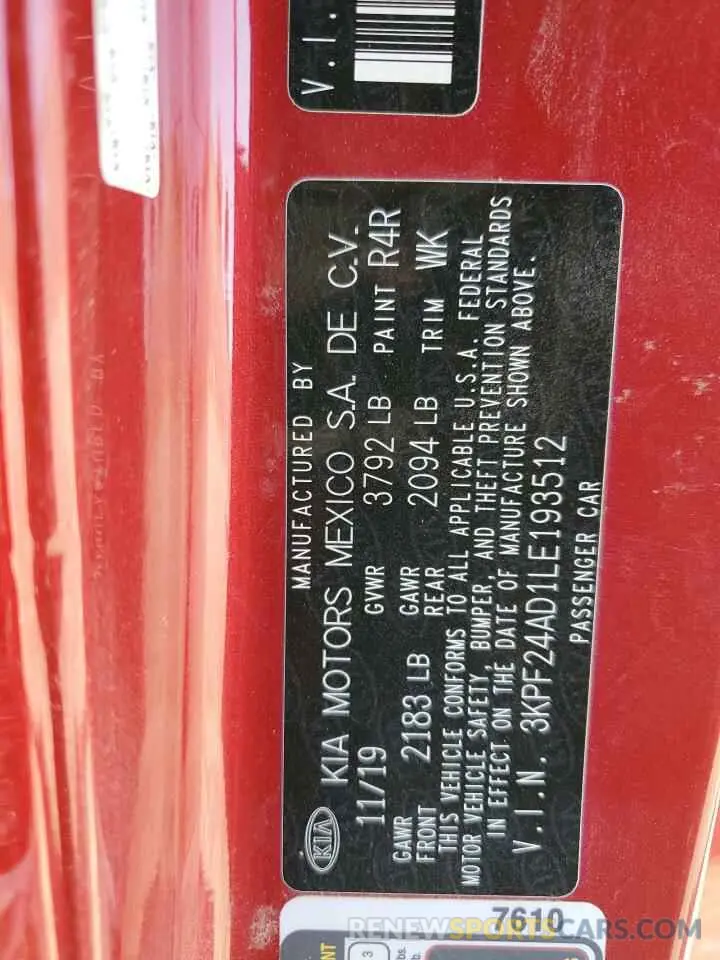 V.I.
MANUFACTURED BY
KIA KIA MOTORS MEXICO S.A. DE C.V.
11/19 GVWR 3792 LB PAINT R4R
GAWR FRONT 2183 LB GAWR REAR 2094 LB TRIM WK
THIS VEHICLE CONFORMS TO ALL APPLICABLE U.S.A. FEDERAL
MOTOR VEHICLE SAFETY, BUMPER, AND THEFT PREVENTION STANDARDS
IN EFFECT ON THE DATE OF MANUFACTURE SHOWN ABOVE.
V.I.N. 3KPF24AD1LE193512
PASSENGER CAR
7610
RENEWSPORTSCARS.COM